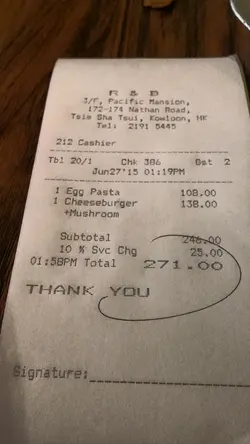 R & B
3/F, Pacific Mansion,
172-174 Nathan Road,
Tsim Sha Tsui, Kowloon, HK
Tel: 2191 5445
212 Cashier
Tbl 20/1 Chk 386 Gst 2
Jun27'15 01:19PM
1 Egg Pasta 108.00
1 Cheeseburger 138.00
+Mushroom
Subtotal 246.00
10 % Svc Chg 25.00
01:58PM Total 271.00
THANK YOU
Signature: